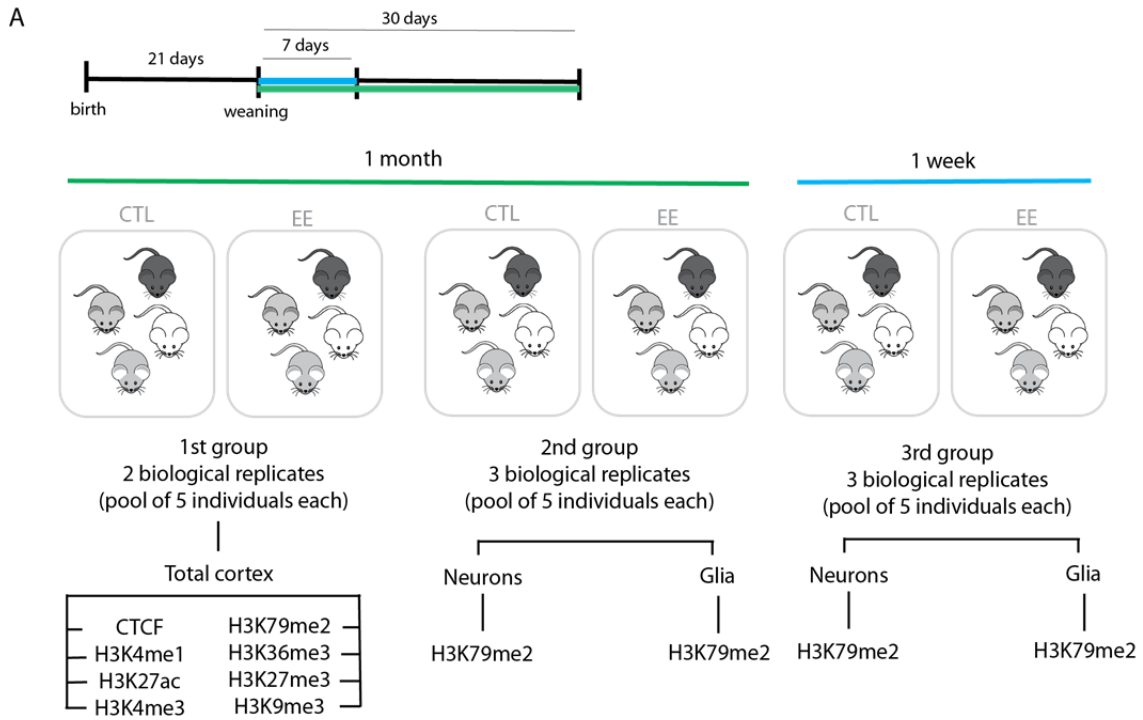 A
30 days
7 days
21 days
birth
weaning
1 month
1 week
CTL
EE
CTL
EE
CTL
EE
1st group
2 biological replicates
(pool of 5 individuals each)
2nd group
3 biological replicates
(pool of 5 individuals each)
3rd group
3 biological replicates
(pool of 5 individuals each)
Total cortex
CTCF
H3K4me1
H3K27ac
H3K4me3
H3K79me2
H3K36me3
H3K27me3
H3K9me3
Neurons
Glia
H3K79me2
H3K79me2
Neurons
Glia
H3K79me2
H3K79me2